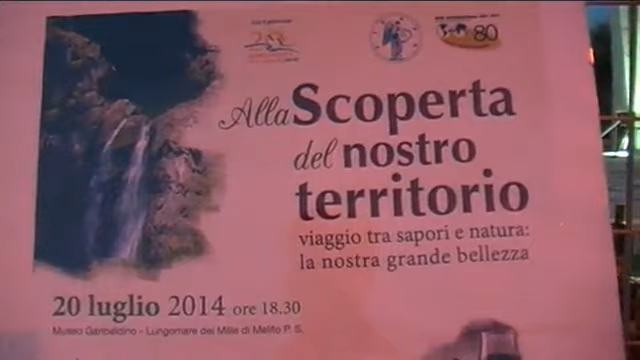 80
Alla Scoperta
del nostro
territorio
viaggio tra sapori e natura:
la nostra grande bellezza
20 luglio 2014 ore 18.30
Museo Garibaldino - Lungomare dei Mille di Melito P. S.